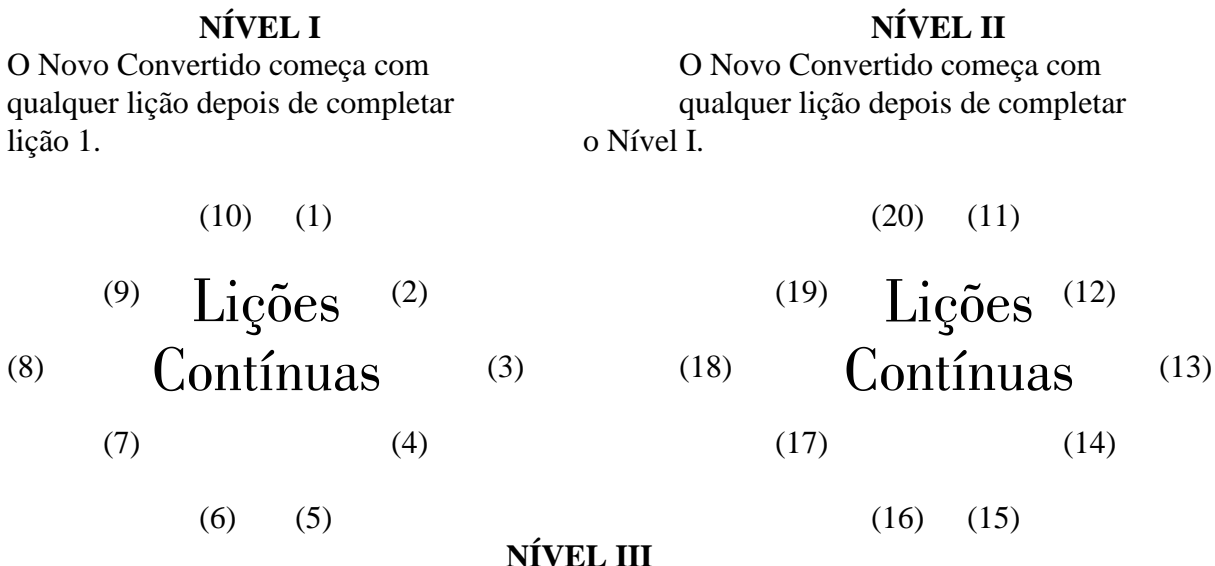 NÍVEL I NÍVEL II
O Novo Convertido começa com O Novo Convertido começa com
qualquer lição depois de completar qualquer lição depois de completar
lição 1. o Nível I.
(10) (1) (20) (11)
(9) Lições (2) (19) Lições (12)
(8) Contínuas (3) (18) Contínuas (13)
(7) (4) (17) (14)
(6) (5) (16) (15)
NÍVEL III